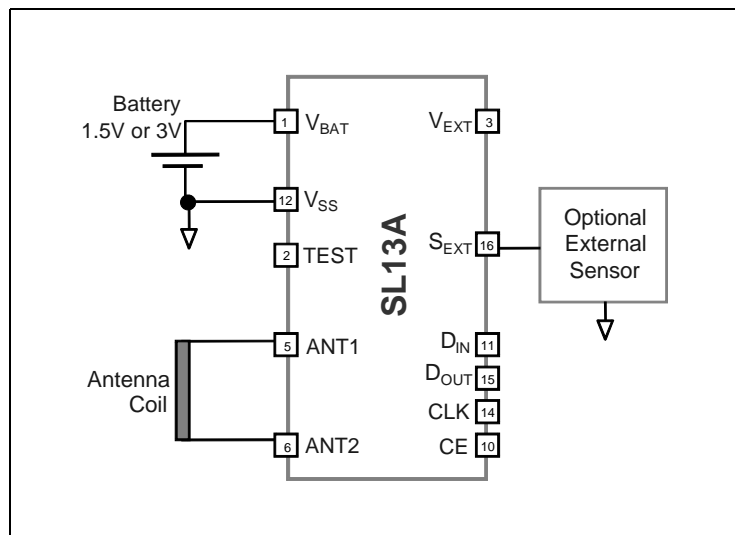 Battery
1.5V or 3V
1
VBAT
12
VSS
2
TEST
5
ANT1
6
ANT2
Antenna
Coil
SL13A
VEXT
3
SEXT
16
DIN
11
DOUT
15
CLK
14
CE
10
Optional
External
Sensor